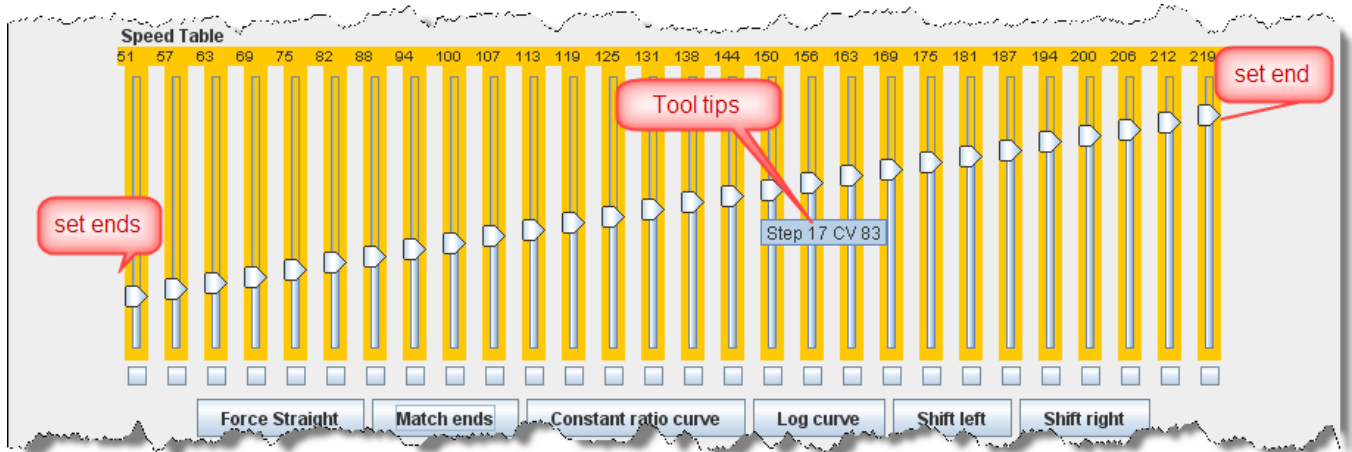 Speed Table
51 57 63 69 75 82 88 94 100 107 113 119 125 131 138 144 150 156 163 169 175 181 187 194 200 206 212 219
set end
Tool tips
set ends
Step 17 CV 83
Force Straight Match ends Constant ratio curve Log curve Shift left Shift right